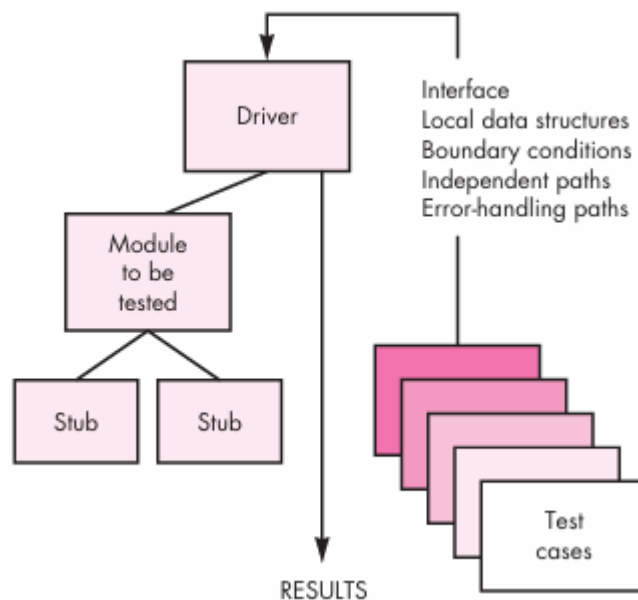 Driver
Interface
Local data structures
Boundary conditions
Independent paths
Error-handling paths
Module
to be
tested
Stub
Stub
Test
cases
RESULTS